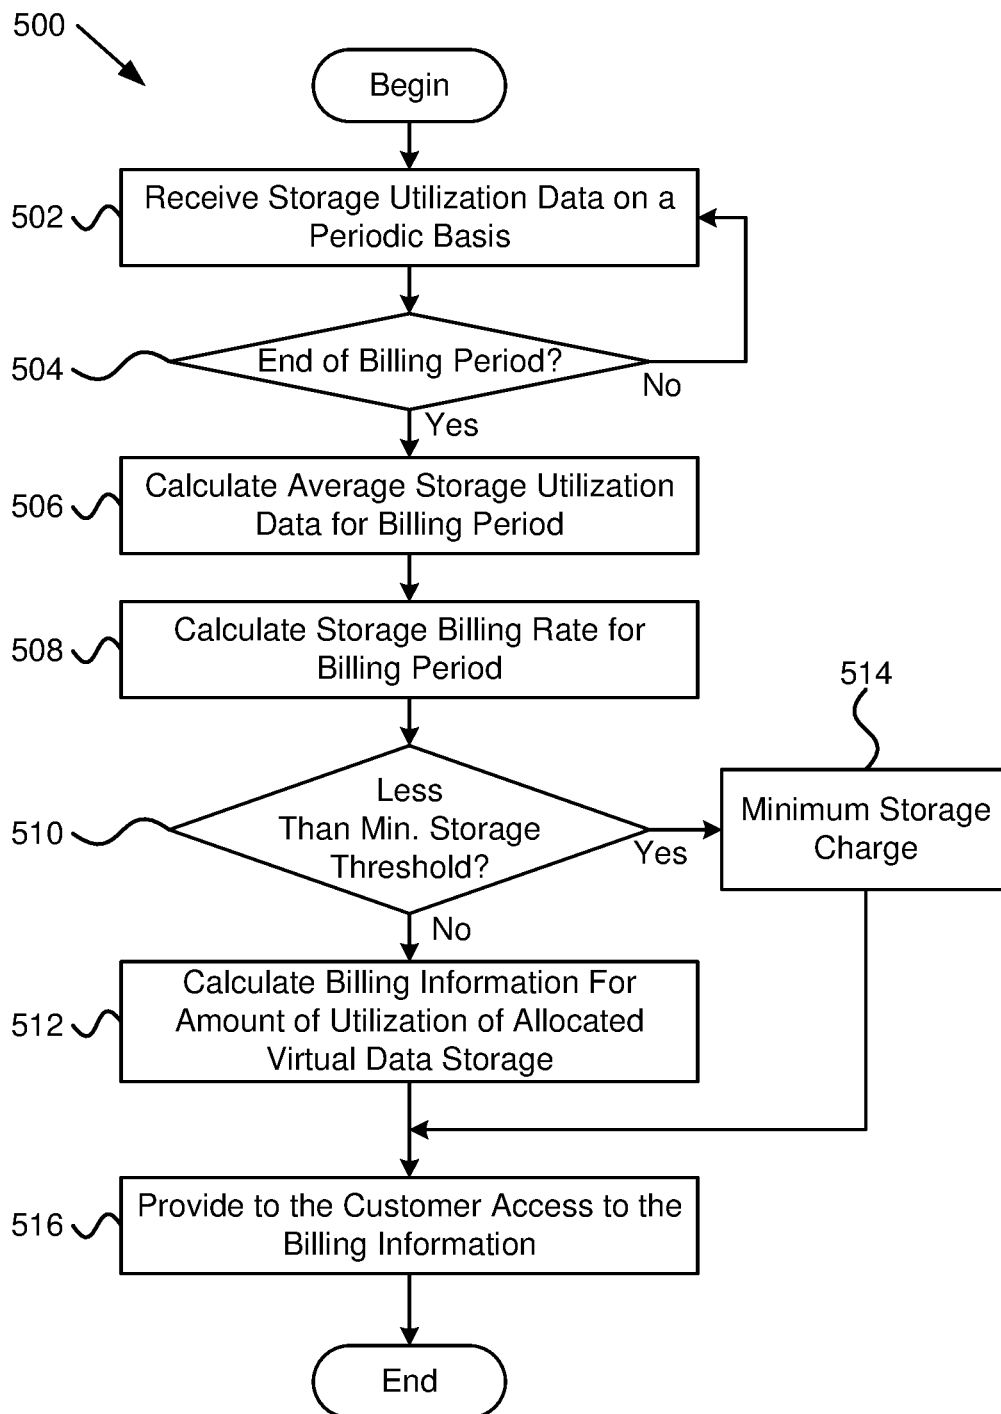 500
Begin
502
Receive Storage Utilization Data on a
Periodic Basis
504
End of Billing Period?
No
Yes
506
Calculate Average Storage Utilization
Data for Billing Period
508
Calculate Storage Billing Rate for
Billing Period
514
510
Less
Than Min. Storage
Threshold?
Yes
Minimum Storage
Charge
No
512
Calculate Billing Information For
Amount of Utilization of Allocated
Virtual Data Storage
516
Provide to the Customer Access to the
Billing Information
End